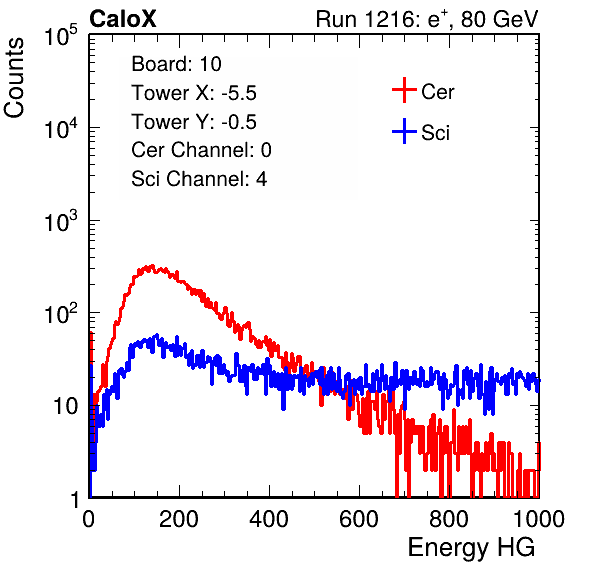 CaloX Run 1216: e⁺, 80 GeV
Counts
10⁵
10⁴
10³
10²
10
1
Board: 10
Tower X: -5.5
Tower Y: -0.5
Cer Channel: 0
Sci Channel: 4
Cer
Sci
0 200 400 600 800 1000
Energy HG